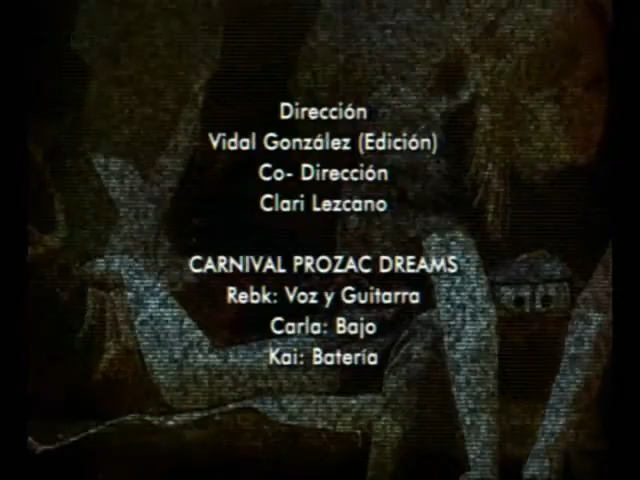 Dirección
Vidal González (Edición)
Co- Dirección
Clari Lezcano
CARNIVAL PROZAC DREAMS
Rebk: Voz y Guitarra
Carla: Bajo
Kai: Batería